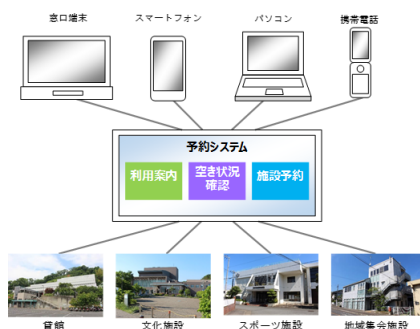 窓口端末
スマートフォン
パソコン
携帯電話
予約システム
利用案内
空き状況
確認
施設予約
貸館
文化施設
スポーツ施設
地域集会施設